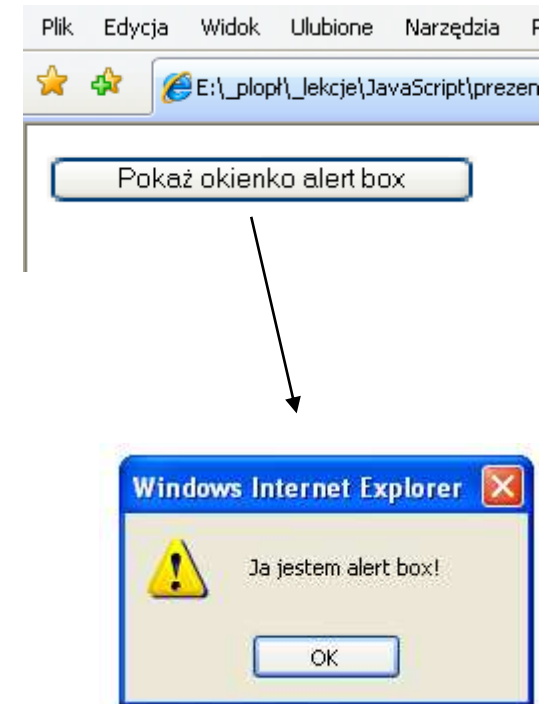 Plik Edycja Widok Ulubione Narzędzia P
E:\_plopł\_lekcje\JavaScript\prezen
Pokaż okienko alert box
Windows Internet Explorer
Ja jestem alert box!
OK